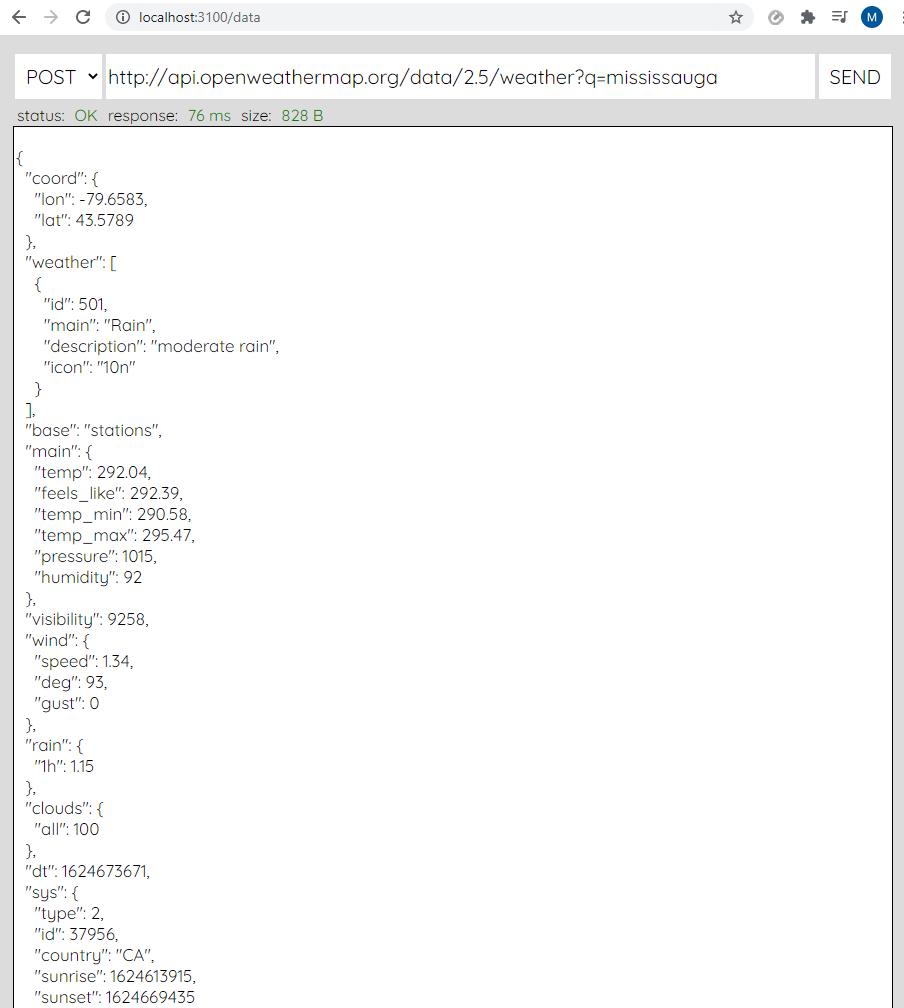 localhost:3100/data
M
POST http://api.openweathermap.org/data/2.5/weather?q=mississauga SEND
status: OK response: 76 ms size: 828 B
{
"coord": {
"lon": -79.6583,
"lat": 43.5789
},
"weather": [
{
"id": 501,
"main": "Rain",
"description": "moderate rain",
"icon": "10n"
}
],
"base": "stations",
"main": {
"temp": 292.04,
"feels_like": 292.39,
"temp_min": 290.58,
"temp_max": 295.47,
"pressure": 1015,
"humidity": 92
},
"visibility": 9258,
"wind": {
"speed": 1.34,
"deg": 93,
"gust": 0
},
"rain": {
"1h": 1.15
},
"clouds": {
"all": 100
},
"dt": 1624673671,
"sys": {
"type": 2,
"id": 37956,
"country": "CA",
"sunrise": 1624613915,
"sunset": 1624669435